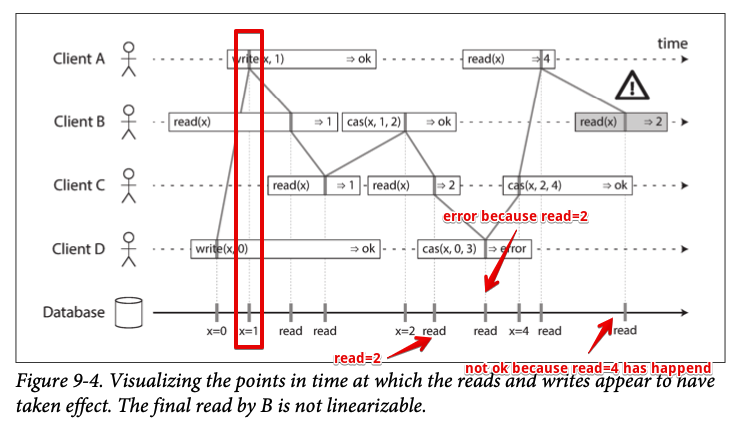 time
Client A write(x, 1) ⇒ ok read(x) ⇒ 4
Client B read(x) ⇒ 1 cas(x, 1, 2) ⇒ ok read(x) ⇒ 2
Client C read(x) ⇒ 1 read(x) ⇒ 2 cas(x, 2, 4) ⇒ ok
error because read=2
Client D write(x, 0) ⇒ ok cas(x, 0, 3) ⇒ error
Database
x=0 x=1 read read x=2 read read x=4 read read
read=2
not ok because read=4 has happend
Figure 9-4. Visualizing the points in time at which the reads and writes appear to have
taken effect. The final read by B is not linearizable.